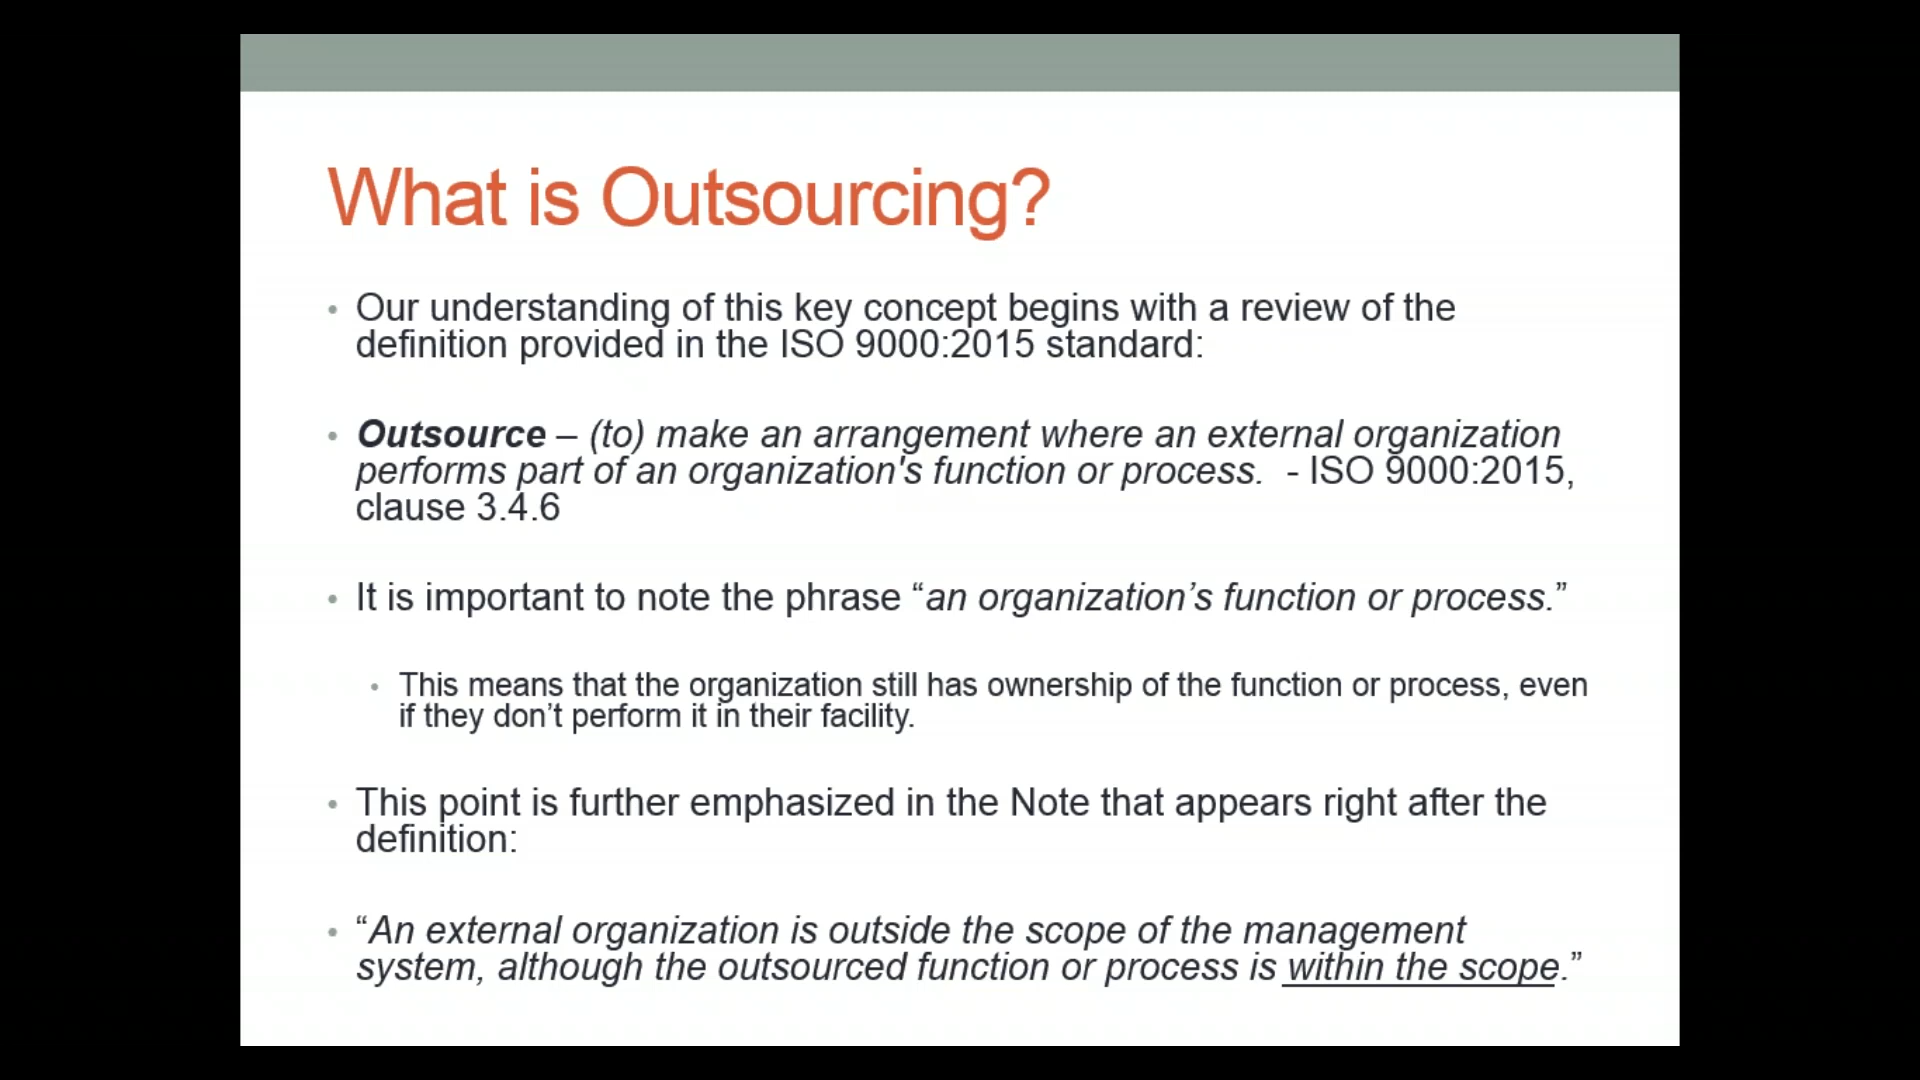 What is Outsourcing?
• Our understanding of this key concept begins with a review of the
definition provided in the ISO 9000:2015 standard:
• Outsource – (to) make an arrangement where an external organization
performs part of an organization's function or process.  - ISO 9000:2015,
clause 3.4.6
• It is important to note the phrase “an organization’s function or process.”
• This means that the organization still has ownership of the function or process, even
if they don’t perform it in their facility.
• This point is further emphasized in the Note that appears right after the
definition:
• “An external organization is outside the scope of the management
system, although the outsourced function or process is within the scope.”